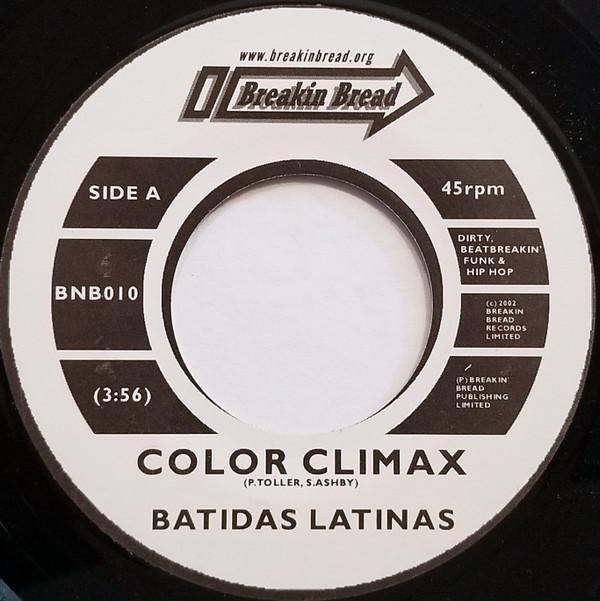 www.breakinbread.org
Breakin Bread
SIDE A
BNB010
(3:56)
45rpm
DIRTY,
BEATBREAKIN'
FUNK &
HIP HOP
(c) 2002
BREAKIN
BREAD
RECORDS
LIMITED
(P) BREAKIN'
BREAD
PUBLISHING
LIMITED
COLOR CLIMAX
(P.TOLLER, S.ASHBY)
BATIDAS LATINAS